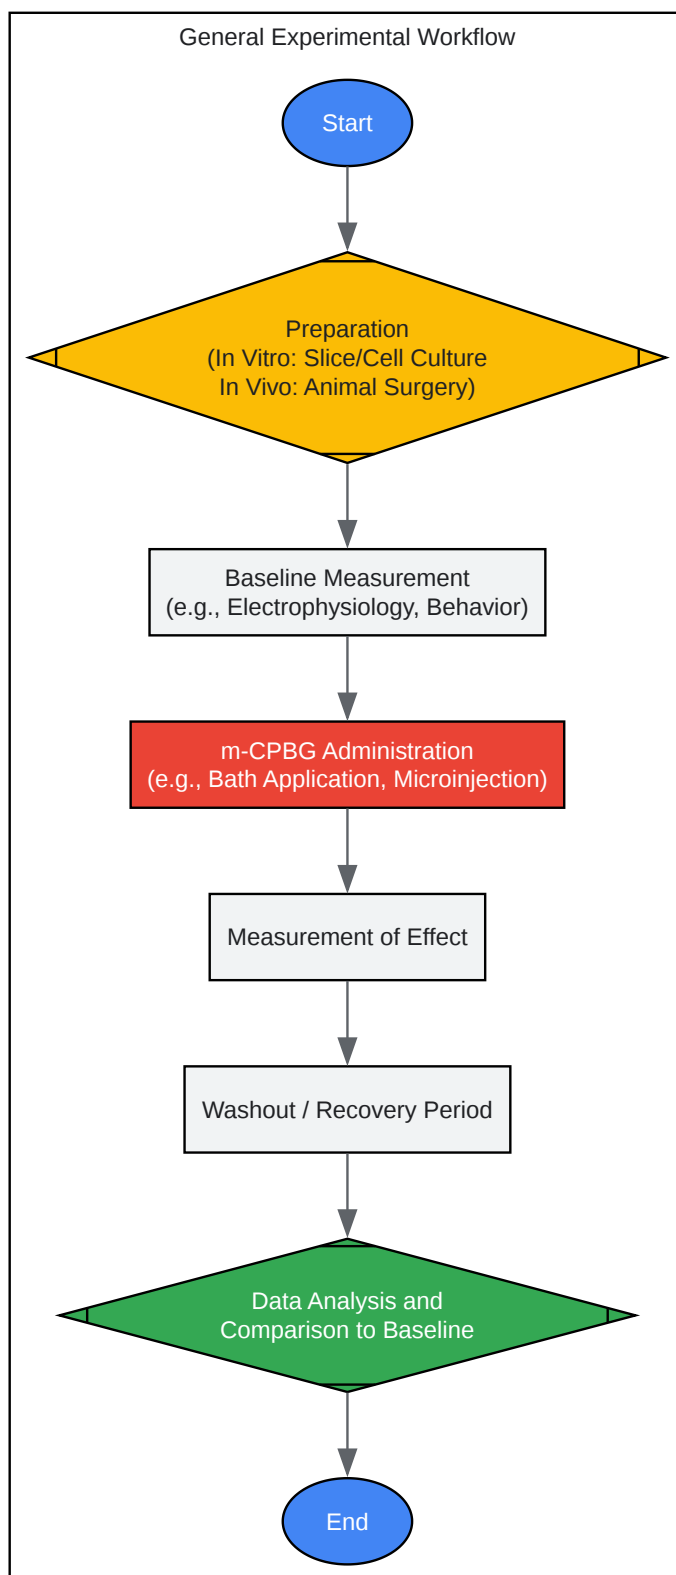 General Experimental Workflow
Start
Preparation
(In Vitro: Slice/Cell Culture
In Vivo: Animal Surgery)
Baseline Measurement
(e.g., Electrophysiology, Behavior)
m-CPBG Administration
(e.g., Bath Application, Microinjection)
Measurement of Effect
Washout / Recovery Period
Data Analysis and
Comparison to Baseline
End